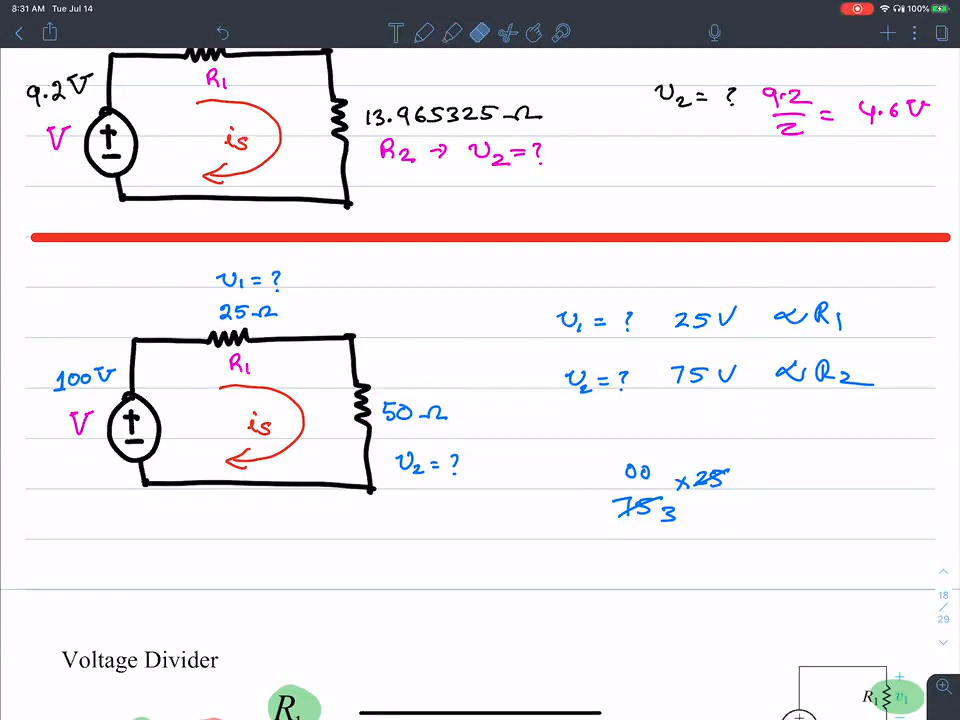 8:31 AM Tue Jul 14
100%
9.2V
V
R1
is
13.965325 Ω
R2 → v2 = ?
v2 = ? 9.2/2 = 4.6V
v1 = ?
25Ω
R1
100V
V
is
50 Ω
v2 = ?
v1 = ? 25V ∝ R1
v2 = ? 75V ∝ R2
00
75 3 × 25
18
/
29
Voltage Divider
R1
R1 v1